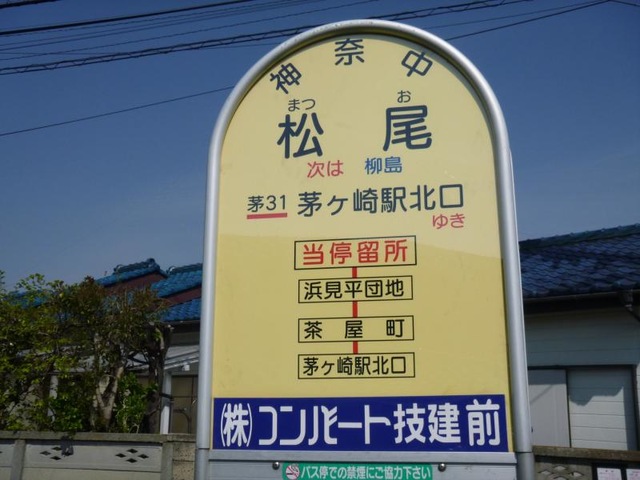 神奈中
まつ お
松尾
次は 柳島
茅31 茅ヶ崎駅北口
ゆき
当停留所
浜見平団地
茶屋町
茅ヶ崎駅北口
(株)コンバート技建前
バス停での禁煙にご協力下さい